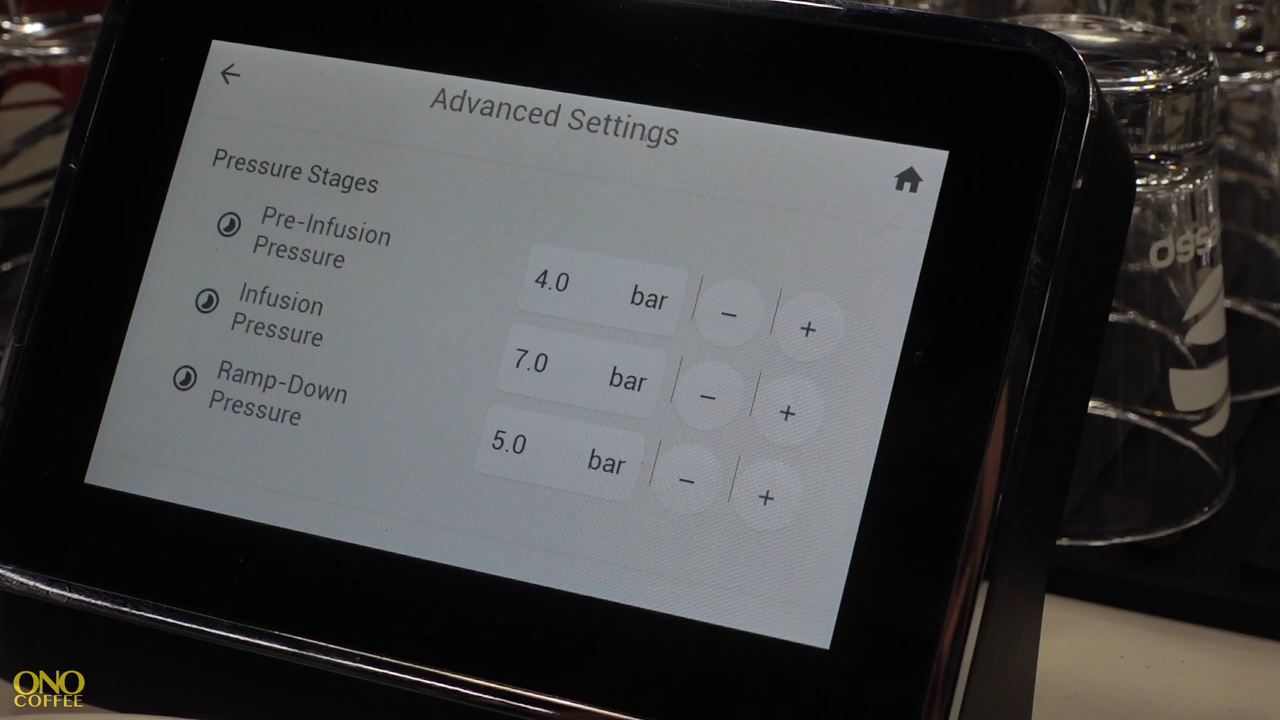 Advanced Settings
Pressure Stages
Pre-Infusion
Pressure
4.0 bar − +
Infusion
Pressure
7.0 bar − +
Ramp-Down
Pressure
5.0 bar − +
ONO
COFFEE